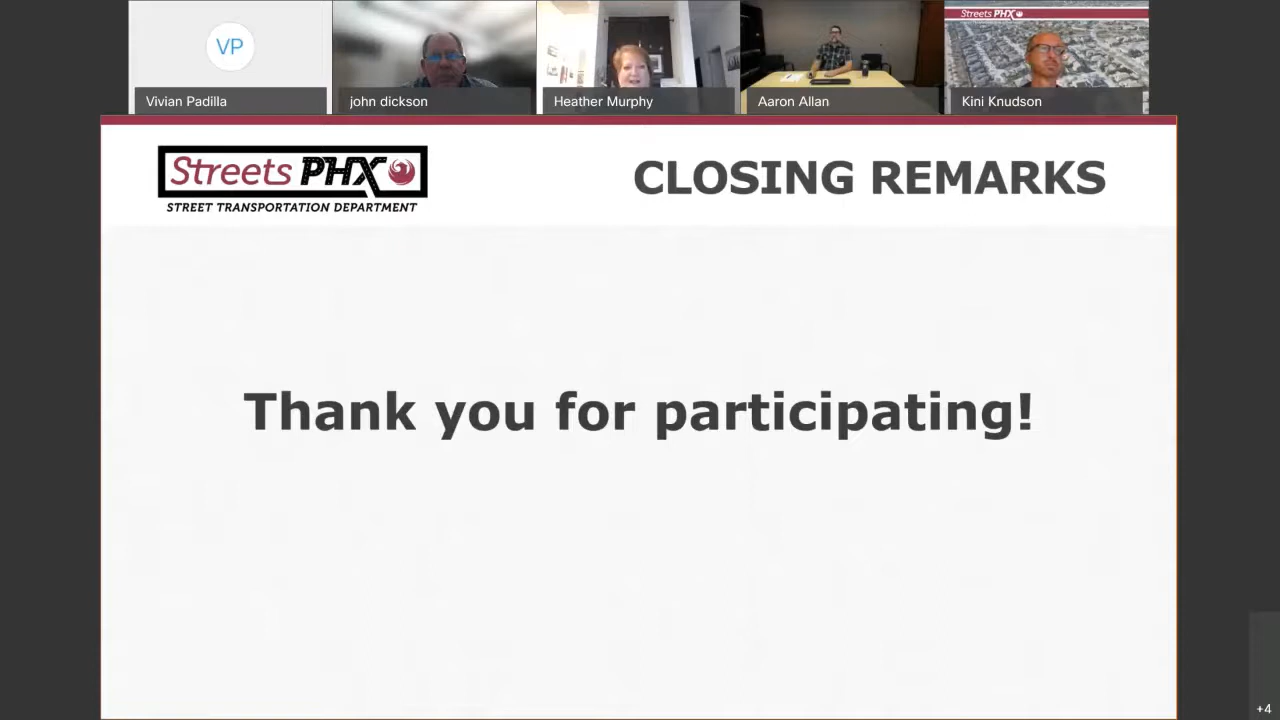 VP
Vivian Padilla
john dickson
Heather Murphy
Aaron Allan
Streets PHX
Kini Knudson
Streets PHX
STREET TRANSPORTATION DEPARTMENT
CLOSING REMARKS
Thank you for participating!
+4